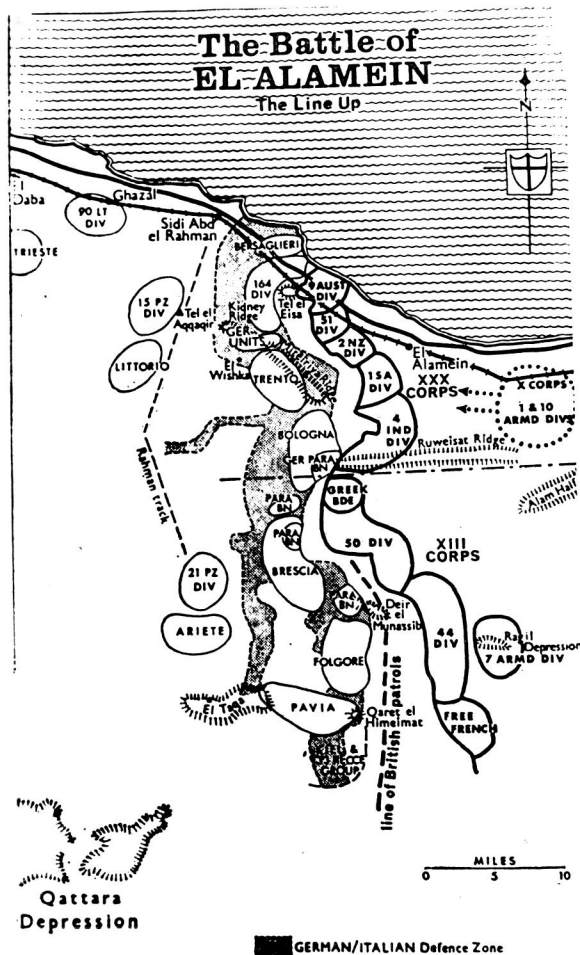 The Battle of
EL ALAMEIN
The Line Up
N
Daba
Ghazal
90 LT
DIV
Sidi Abd
el Rahman
TRIESTE
BERSAGLIERI
15 PZ
DIV
Tel el
Aqqaqir
164
DIV
Kidney
Ridge
Tel el
Eisa
9 AUST
DIV
51
DIV
GER
UNITS
2 NZ
DIV
El
Alamein
LITTORIO
El
Wishka
TRENTO
15A
DIV
XXX
CORPS
X CORPS
1 & 10
ARMD DIVS
4
IND
DIV
BOLOGNA
GER PARA
BN
Ruweisat Ridge
Rahman track
PARA
BN
GREEK
BDE
Alam Halfa
PARA
BN
50 DIV
XIII
CORPS
BRESCIA
21 PZ
DIV
PARA
BN
Deir
el
Munassib
ARIETE
44
DIV
Ragil
Depression
7 ARMD DIV
FOLGORE
El Taqa
PAVIA
Qaret el
Himeimat
FREE
FRENCH
RECCE
GROUP
line of British patrols
Qattara
Depression
MILES
0 5 10
GERMAN/ITALIAN Defence Zone